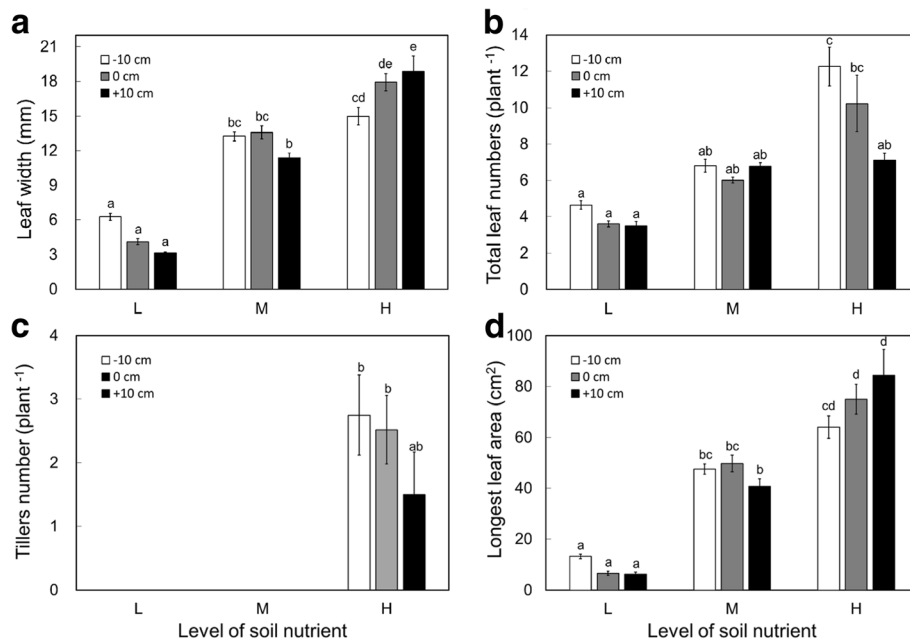 a
Leaf width (mm)
21
18
15
12
9
6
3
0
-10 cm
0 cm
+10 cm
a
a
a
bc
bc
b
cd
de
e
L
M
H
b
Total leaf numbers (plant -1)
14
12
10
8
6
4
2
0
-10 cm
0 cm
+10 cm
a
a
a
ab
ab
ab
c
bc
ab
L
M
H
c
Tillers number (plant -1)
4
3
2
1
0
-10 cm
0 cm
+10 cm
b
b
ab
L
M
H
Level of soil nutrient
d
Longest leaf area (cm2)
100
80
60
40
20
0
-10 cm
0 cm
+10 cm
a
a
a
bc
bc
b
cd
d
d
L
M
H
Level of soil nutrient